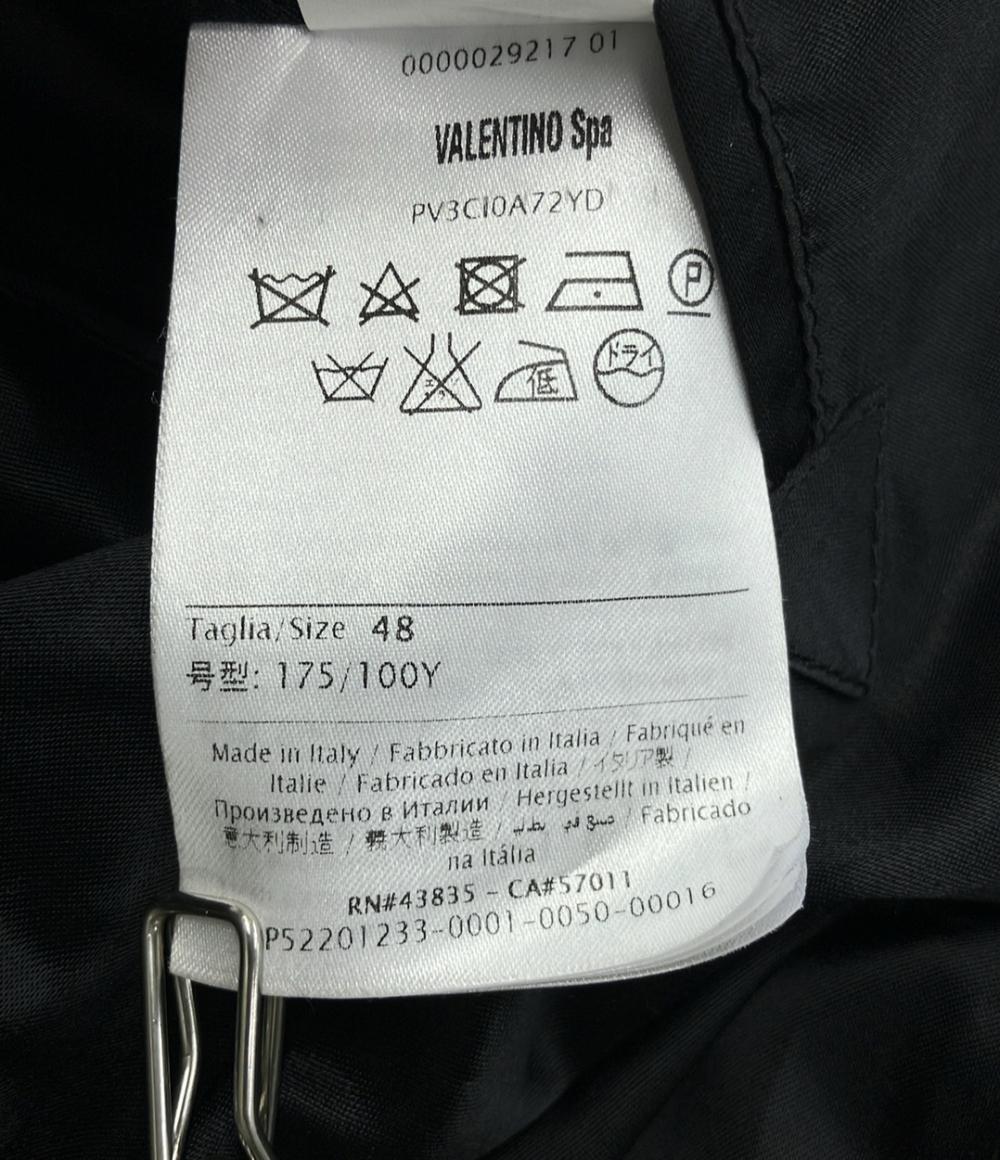 0000029217 01
VALENTINO Spa
PV3CI0A72YD
P
低 ドライ
Taglia/Size 48
号型: 175/100Y
Made in Italy / Fabbricato in Italia / Fabriqué en
Italie / Fabricado en Italia / イタリア製 /
Произведено в Италии / Hergestellt in Italien /
意大利制造 / 義大利製造 / / Fabricado
na Itália
RN#43835 - CA#57011
P52201233-0001-0050-00016